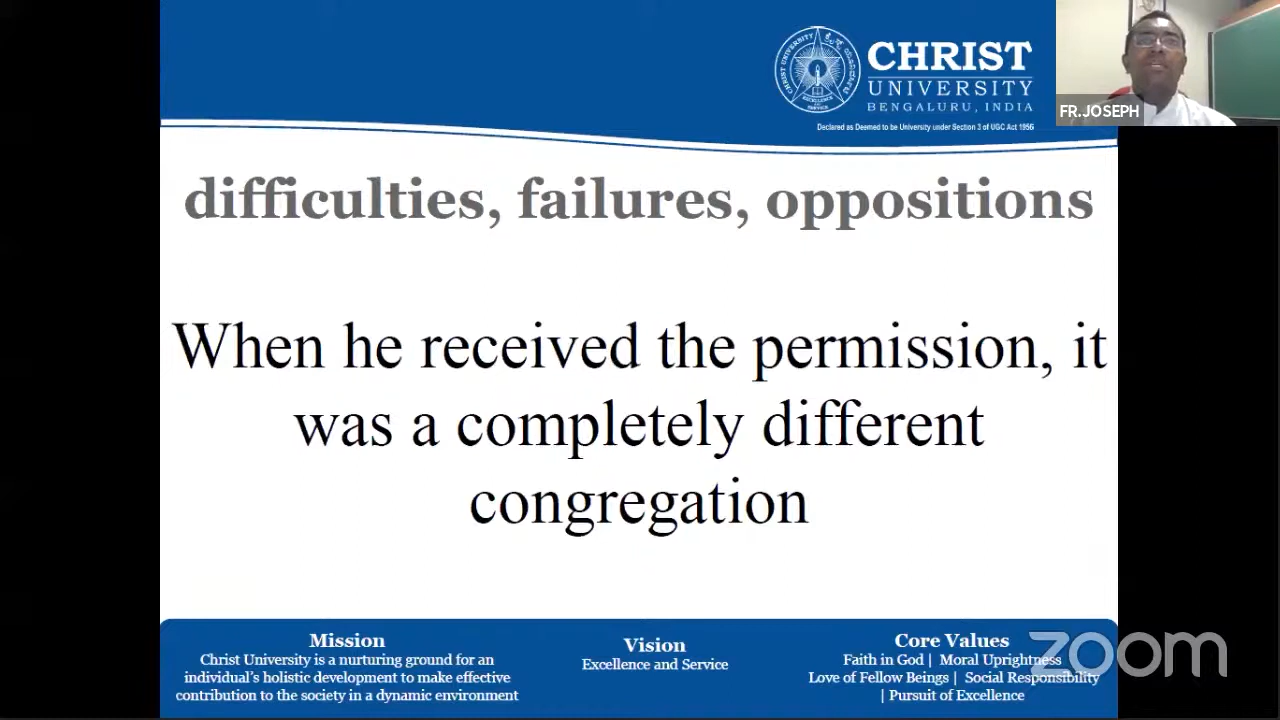 CHRIST
UNIVERSITY
BENGALURU, INDIA
Declared as Deemed to be University under Section 3 of UGC Act 1956
FR.JOSEPH
difficulties, failures, oppositions
When he received the permission, it
was a completely different
congregation
Mission
Christ University is a nurturing ground for an
individual's holistic development to make effective
contribution to the society in a dynamic environment
Vision
Excellence and Service
Core Values
Faith in God | Moral Uprightness
Love of Fellow Beings | Social Responsibility
| Pursuit of Excellence
zoom